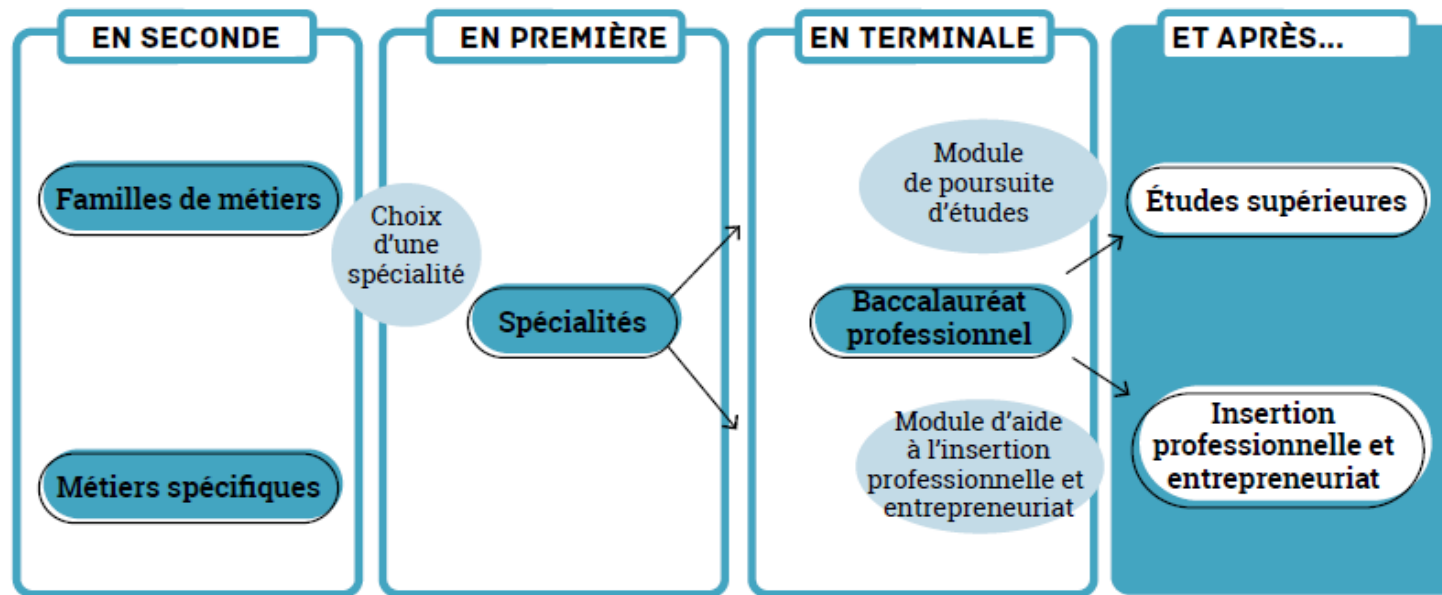 EN SECONDE
Familles de métiers
Métiers spécifiques
Choix
d'une
spécialité
EN PREMIÈRE
Spécialités
EN TERMINALE
Module
de poursuite
d'études
Baccalauréat
professionnel
Module d'aide
à l'insertion
professionnelle et
entrepreneuriat
ET APRÈS...
Études supérieures
Insertion
professionnelle et
entrepreneuriat